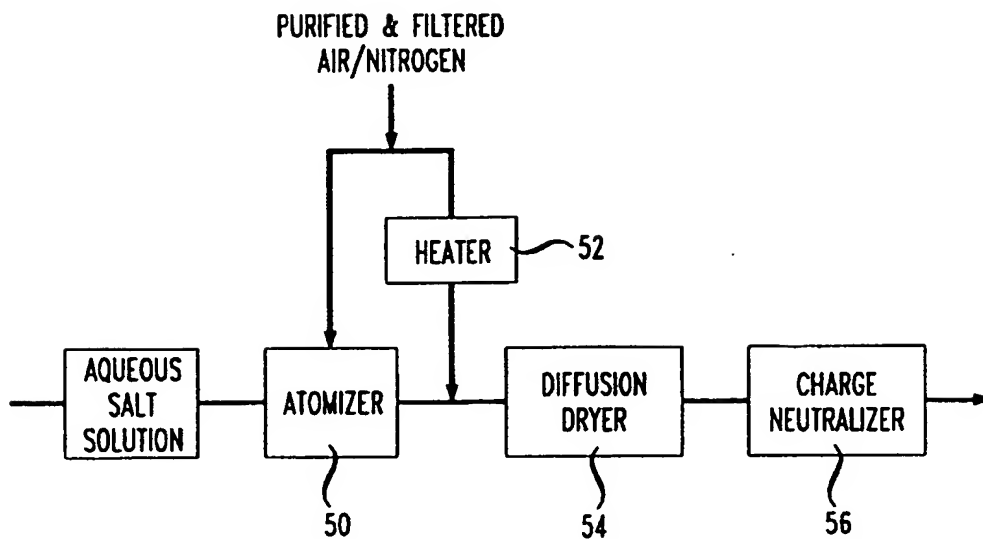 PURIFIED & FILTERED
AIR/NITROGEN
HEATER
52
AQUEOUS
SALT
SOLUTION
ATOMIZER
DIFFUSION
DRYER
CHARGE
NEUTRALIZER
50
54
56